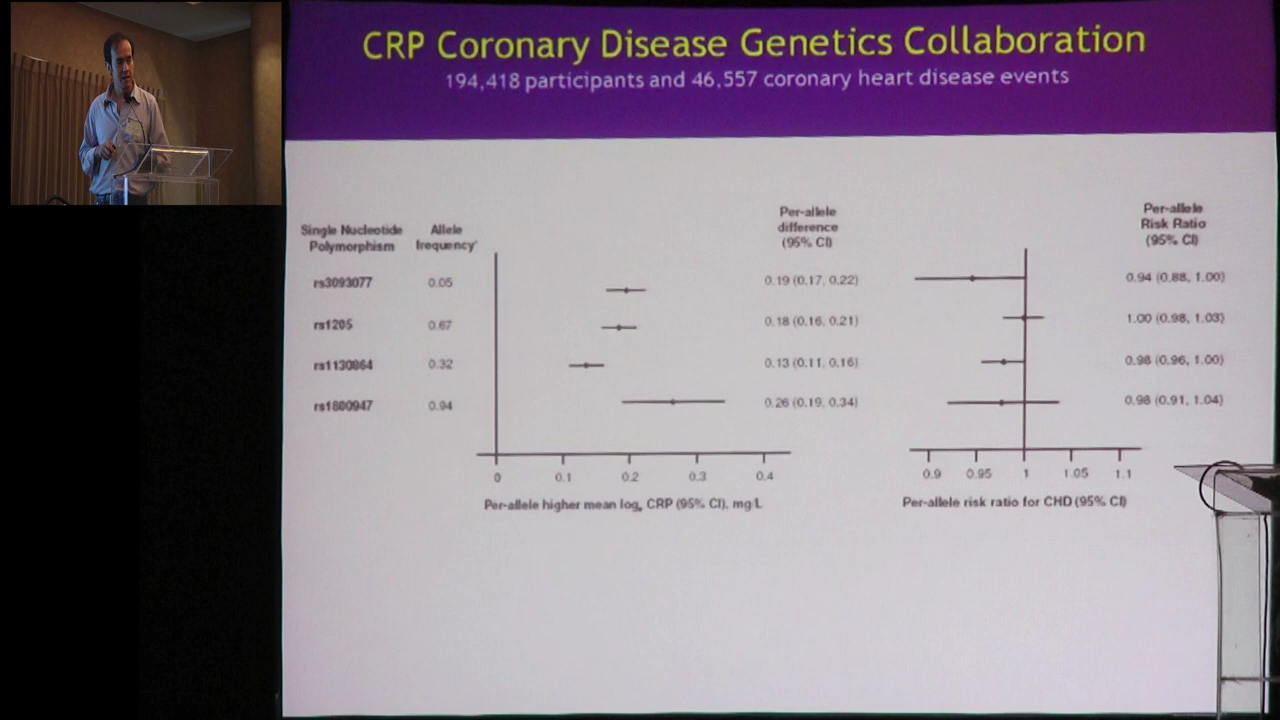 CRP Coronary Disease Genetics Collaboration
194,418 participants and 46,557 coronary heart disease events
Single Nucleotide Polymorphism
Allele frequency
Per-allele difference (95% CI)
Per-allele Risk Ratio (95% CI)
rs3093077 0.05 0.19 (0.17, 0.22) 0.94 (0.88, 1.00)
rs1205 0.67 0.18 (0.16, 0.21) 1.00 (0.98, 1.03)
rs1130864 0.32 0.13 (0.11, 0.16) 0.98 (0.96, 1.00)
rs1800947 0.94 0.26 (0.19, 0.34) 0.98 (0.91, 1.04)
0 0.1 0.2 0.3 0.4
0.9 0.95 1 1.05 1.1
Per-allele higher mean logₑ CRP (95% CI), mg/L
Per-allele risk ratio for CHD (95% CI)